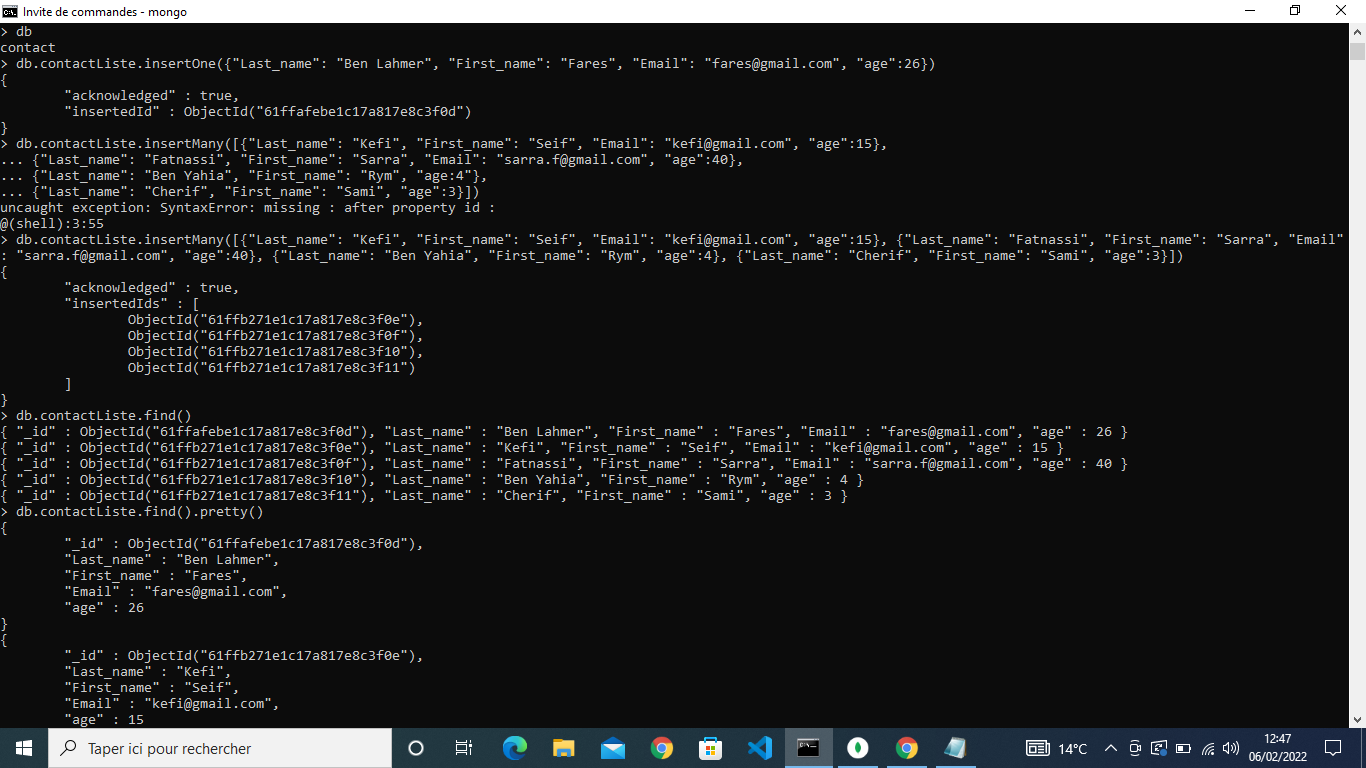 Invite de commandes - mongo
> db
contact
> db.contactListe.insertOne({"Last_name": "Ben Lahmer", "First_name": "Fares", "Email": "fares@gmail.com", "age":26})
{
        "acknowledged" : true,
        "insertedId" : ObjectId("61ffafebe1c17a817e8c3f0d")
}
> db.contactListe.insertMany([{"Last_name": "Kefi", "First_name": "Seif", "Email": "kefi@gmail.com", "age":15},
... {"Last_name": "Fatnassi", "First_name": "Sarra", "Email": "sarra.f@gmail.com", "age":40},
... {"Last_name": "Ben Yahia", "First_name": "Rym", "age:4"},
... {"Last_name": "Cherif", "First_name": "Sami", "age":3}])
uncaught exception: SyntaxError: missing : after property id :
@(shell):3:55
> db.contactListe.insertMany([{"Last_name": "Kefi", "First_name": "Seif", "Email": "kefi@gmail.com", "age":15}, {"Last_name": "Fatnassi", "First_name": "Sarra", "Email"
: "sarra.f@gmail.com", "age":40}, {"Last_name": "Ben Yahia", "First_name": "Rym", "age":4}, {"Last_name": "Cherif", "First_name": "Sami", "age":3}])
{
        "acknowledged" : true,
        "insertedIds" : [
                ObjectId("61ffb271e1c17a817e8c3f0e"),
                ObjectId("61ffb271e1c17a817e8c3f0f"),
                ObjectId("61ffb271e1c17a817e8c3f10"),
                ObjectId("61ffb271e1c17a817e8c3f11")
        ]
}
> db.contactListe.find()
{ "_id" : ObjectId("61ffafebe1c17a817e8c3f0d"), "Last_name" : "Ben Lahmer", "First_name" : "Fares", "Email" : "fares@gmail.com", "age" : 26 }
{ "_id" : ObjectId("61ffb271e1c17a817e8c3f0e"), "Last_name" : "Kefi", "First_name" : "Seif", "Email" : "kefi@gmail.com", "age" : 15 }
{ "_id" : ObjectId("61ffb271e1c17a817e8c3f0f"), "Last_name" : "Fatnassi", "First_name" : "Sarra", "Email" : "sarra.f@gmail.com", "age" : 40 }
{ "_id" : ObjectId("61ffb271e1c17a817e8c3f10"), "Last_name" : "Ben Yahia", "First_name" : "Rym", "age" : 4 }
{ "_id" : ObjectId("61ffb271e1c17a817e8c3f11"), "Last_name" : "Cherif", "First_name" : "Sami", "age" : 3 }
> db.contactListe.find().pretty()
{
        "_id" : ObjectId("61ffafebe1c17a817e8c3f0d"),
        "Last_name" : "Ben Lahmer",
        "First_name" : "Fares",
        "Email" : "fares@gmail.com",
        "age" : 26
}
{
        "_id" : ObjectId("61ffb271e1c17a817e8c3f0e"),
        "Last_name" : "Kefi",
        "First_name" : "Seif",
        "Email" : "kefi@gmail.com",
        "age" : 15
Taper ici pour rechercher
14°C
12:47
06/02/2022